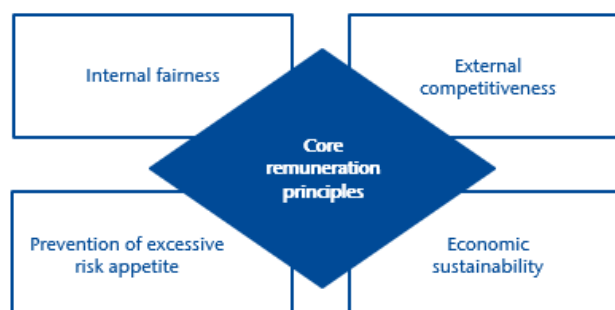 Internal fairness
External
competitiveness
Core
remuneration
principles
Prevention of excessive
risk appetite
Economic
sustainability